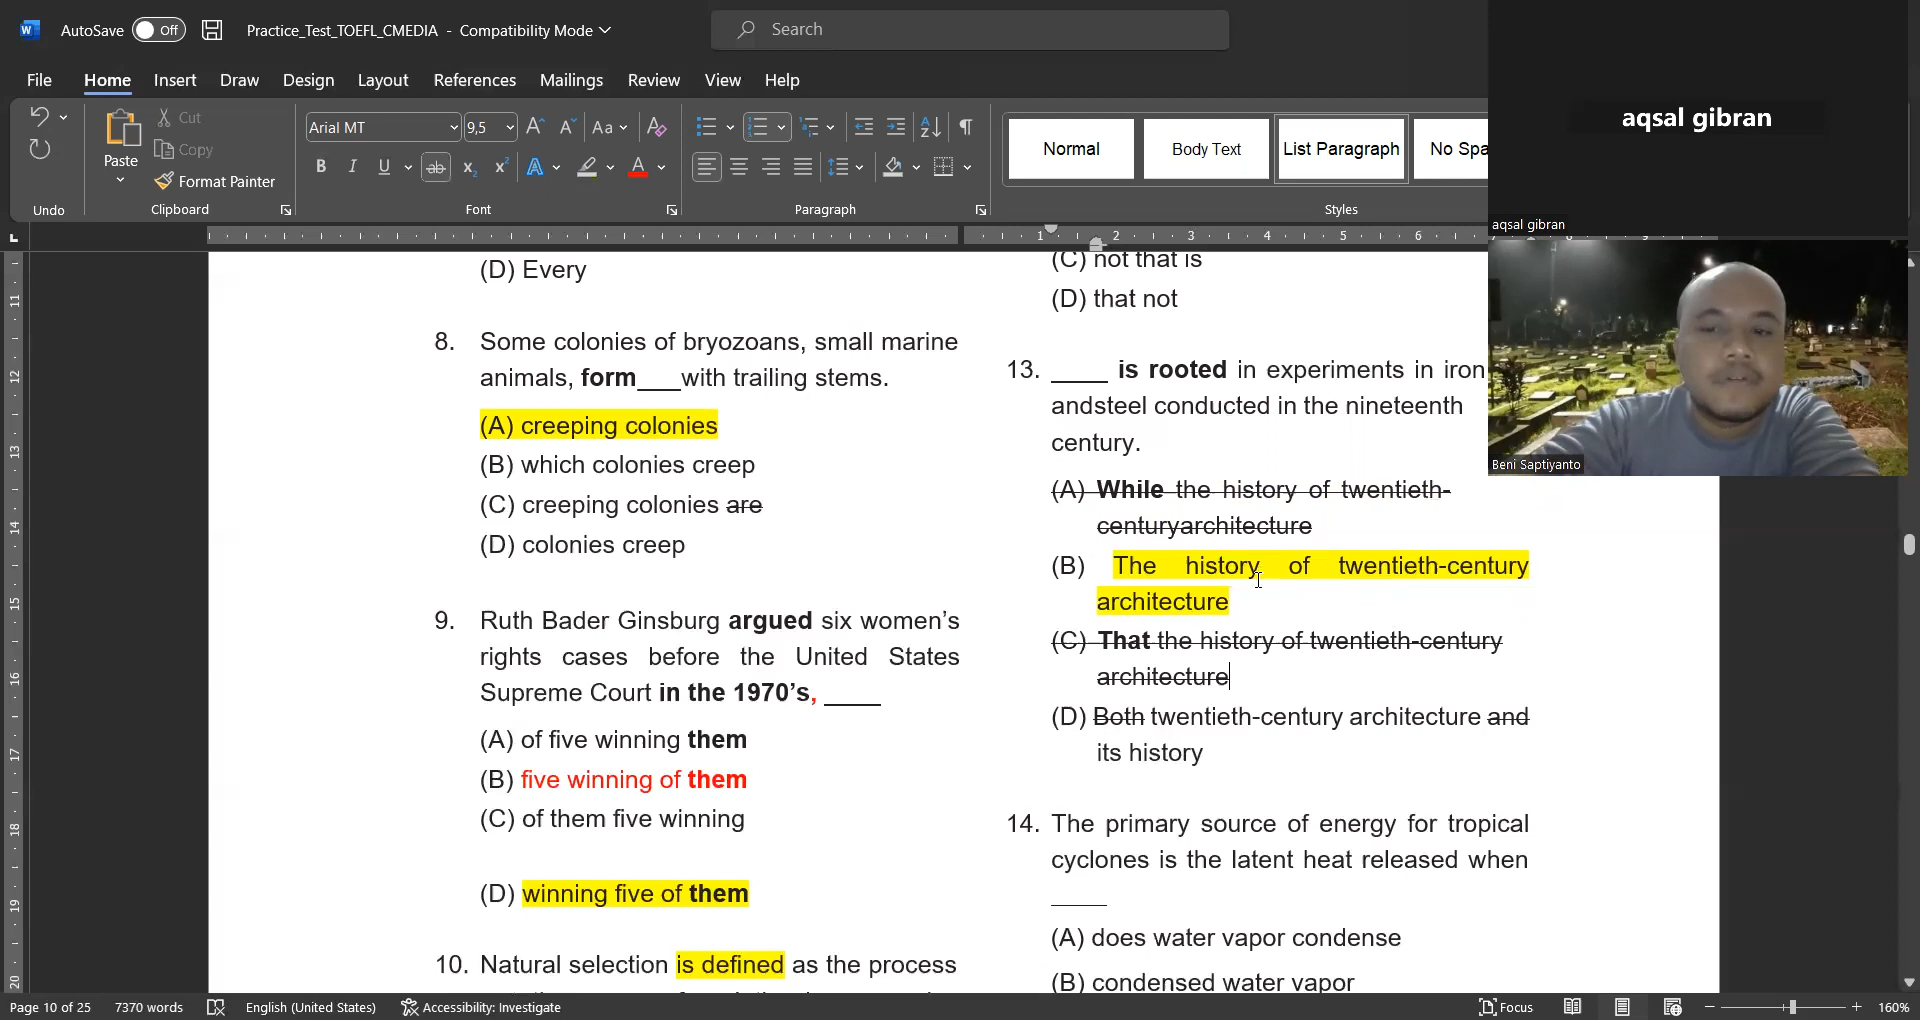 AutoSave Off Practice_Test_TOEFL_CMEDIA - Compatibility Mode Search
File Home Insert Draw Design Layout References Mailings Review View Help
Paste
Cut
Copy
Format Painter
Undo Clipboard
Arial MT 9,5
Font
Paragraph
Normal Body Text List Paragraph No Spa
Styles
aqsal gibran
aqsal gibran
Beni Saptiyanto
(D) Every
8. Some colonies of bryozoans, small marine
animals, form___with trailing stems.
(A) creeping colonies
(B) which colonies creep
(C) creeping colonies are
(D) colonies creep
9. Ruth Bader Ginsburg argued six women’s
rights cases before the United States
Supreme Court in the 1970’s, ____
(A) of five winning them
(B) five winning of them
(C) of them five winning
(D) winning five of them
10. Natural selection is defined as the process
(C) not that is
(D) that not
13. ____ is rooted in experiments in iron
andsteel conducted in the nineteenth
century.
(A) While the history of twentieth-
centuryarchitecture
(B) The history of twentieth-century
architecture
(C) That the history of twentieth-century
architecture
(D) Both twentieth-century architecture and
its history
14. The primary source of energy for tropical
cyclones is the latent heat released when
____
(A) does water vapor condense
(B) condensed water vapor
Page 10 of 25 7370 words English (United States) Accessibility: Investigate Focus 160%